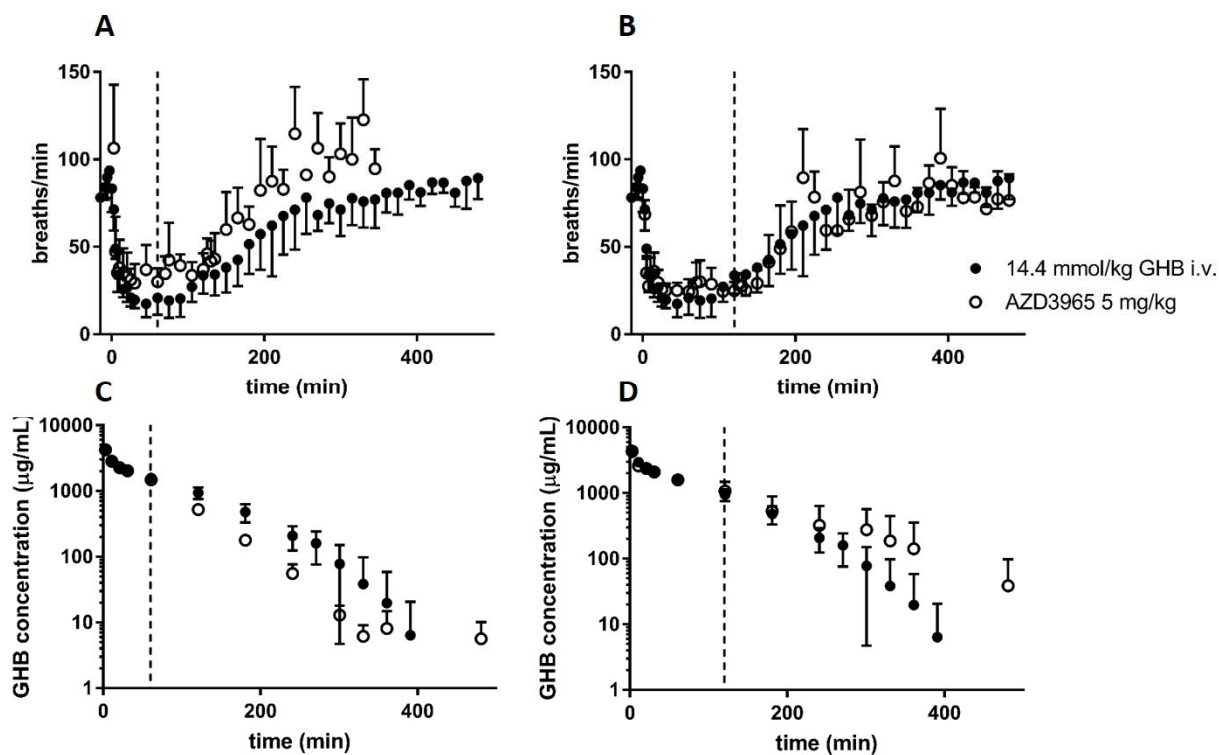 A
B
150
100
50
0
breaths/min
0
200
400
time (min)
150
100
50
0
breaths/min
0
200
400
time (min)
14.4 mmol/kg GHB i.v.
AZD3965 5 mg/kg
C
D
10000
1000
100
10
1
GHB concentration (µg/mL)
0
200
400
time (min)
10000
1000
100
10
1
GHB concentration (µg/mL)
0
200
400
time (min)